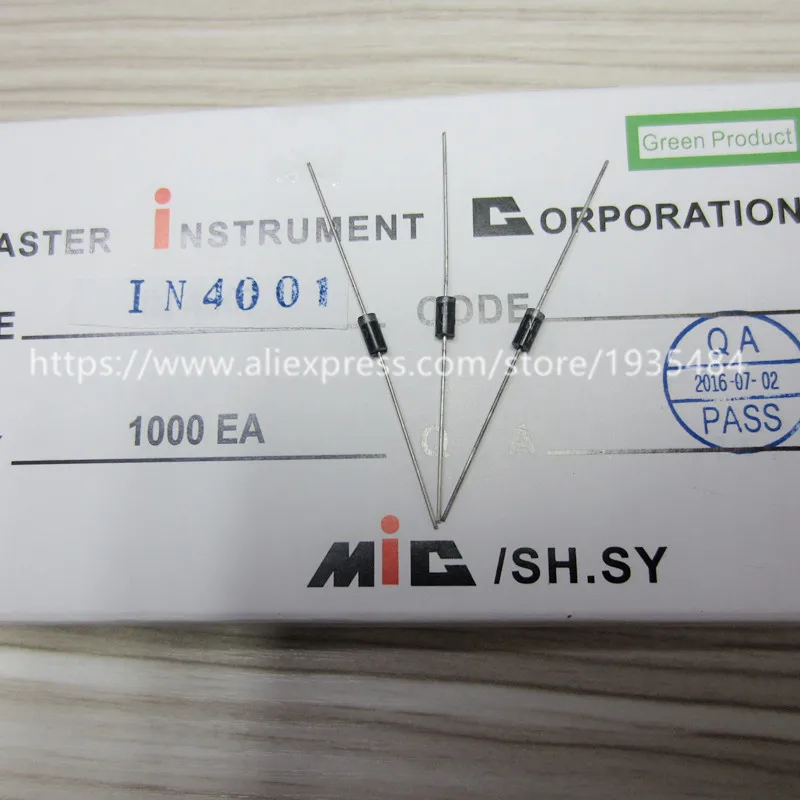 Green Product
ASTER iNSTRUMENT CORPORATION
E IN4001 CODE
https://www.aliexpress.com/store/1935484
QA
2016-07-02
PASS
1000 EA Q A
MiC /SH.SY